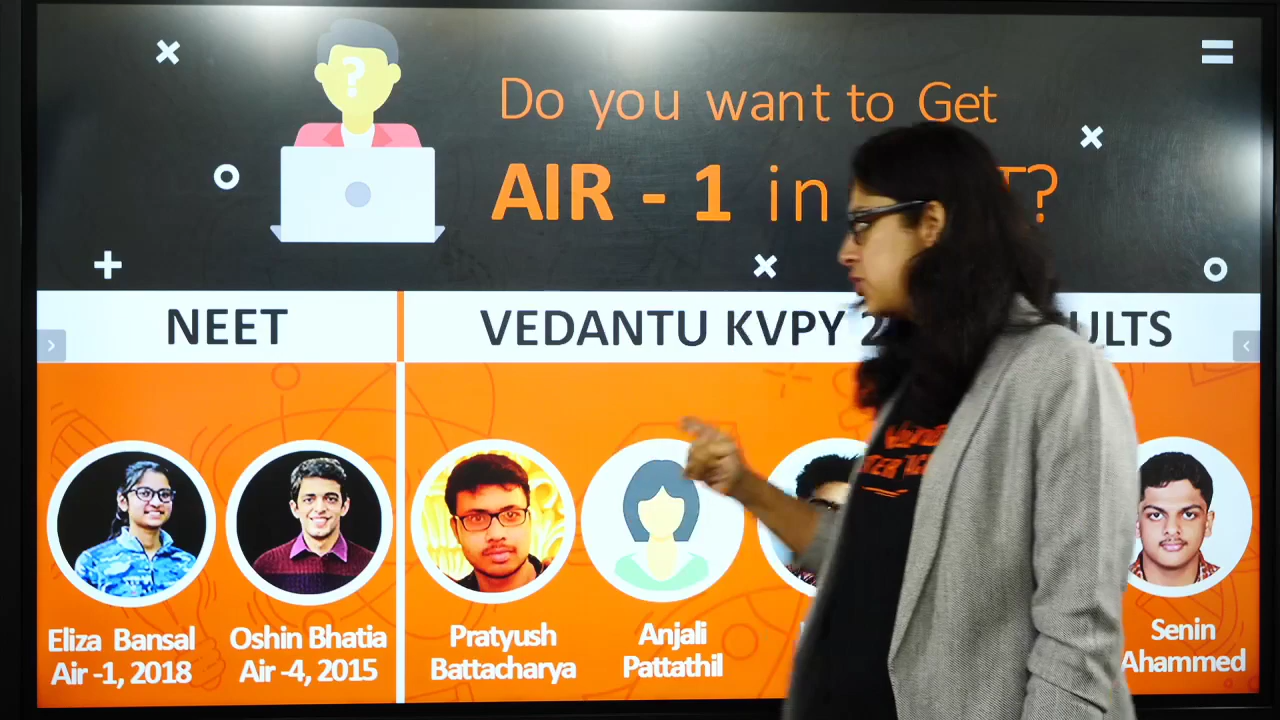 Do you want to Get
AIR - 1 in
?
NEET
VEDANTU KVPY
Eliza Bansal
Air -1, 2018
Oshin Bhatia
Air -4, 2015
Pratyush
Battacharya
Anjali
Pattathil
Senin
Ahammed